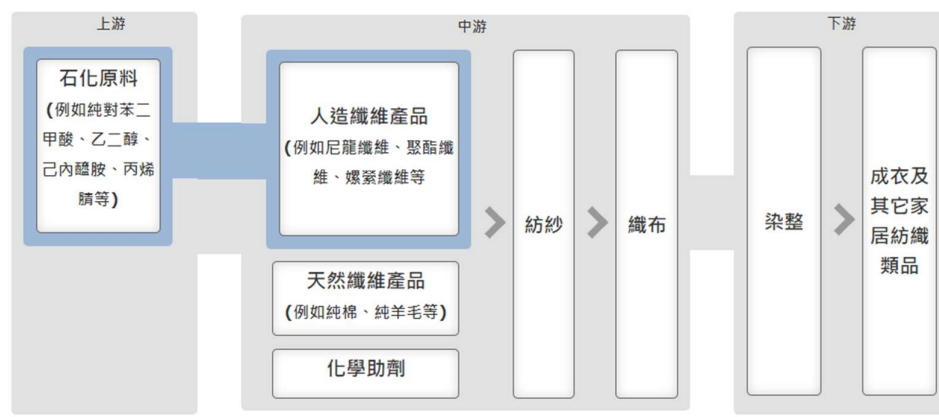 上游
石化原料
(例如純對苯二
甲酸、乙二醇、
己內醯胺、丙烯
腈等)
中游
人造纖維產品
(例如尼龍纖維、聚酯纖
維、嫘縈纖維等
天然纖維產品
(例如純棉、純羊毛等)
化學助劑
紡紗
織布
下游
染整
成衣及
其它家
居紡織
類品